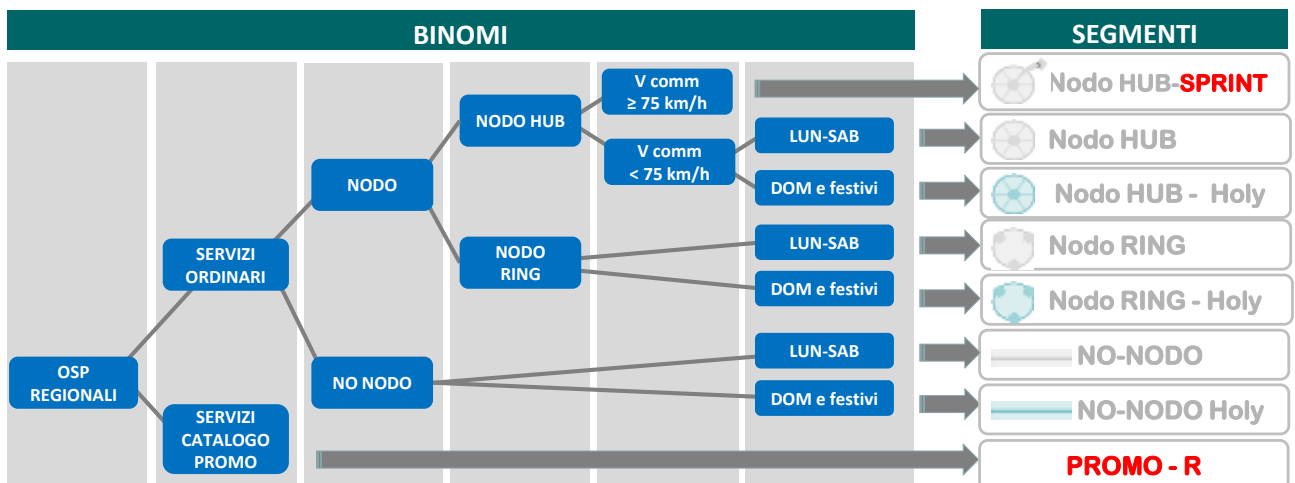 BINOMI
SEGMENTI
OSP
REGIONALI
SERVIZI
ORDINARI
SERVIZI
CATALOGO
PROMO
NODO
NO NODO
NODO HUB
NODO
RING
V comm
≥ 75 km/h
V comm
< 75 km/h
LUN-SAB
DOM e festivi
LUN-SAB
DOM e festivi
LUN-SAB
DOM e festivi
Nodo HUB-SPRINT
Nodo HUB
Nodo HUB - Holy
Nodo RING
Nodo RING - Holy
NO-NODO
NO-NODO Holy
PROMO - R